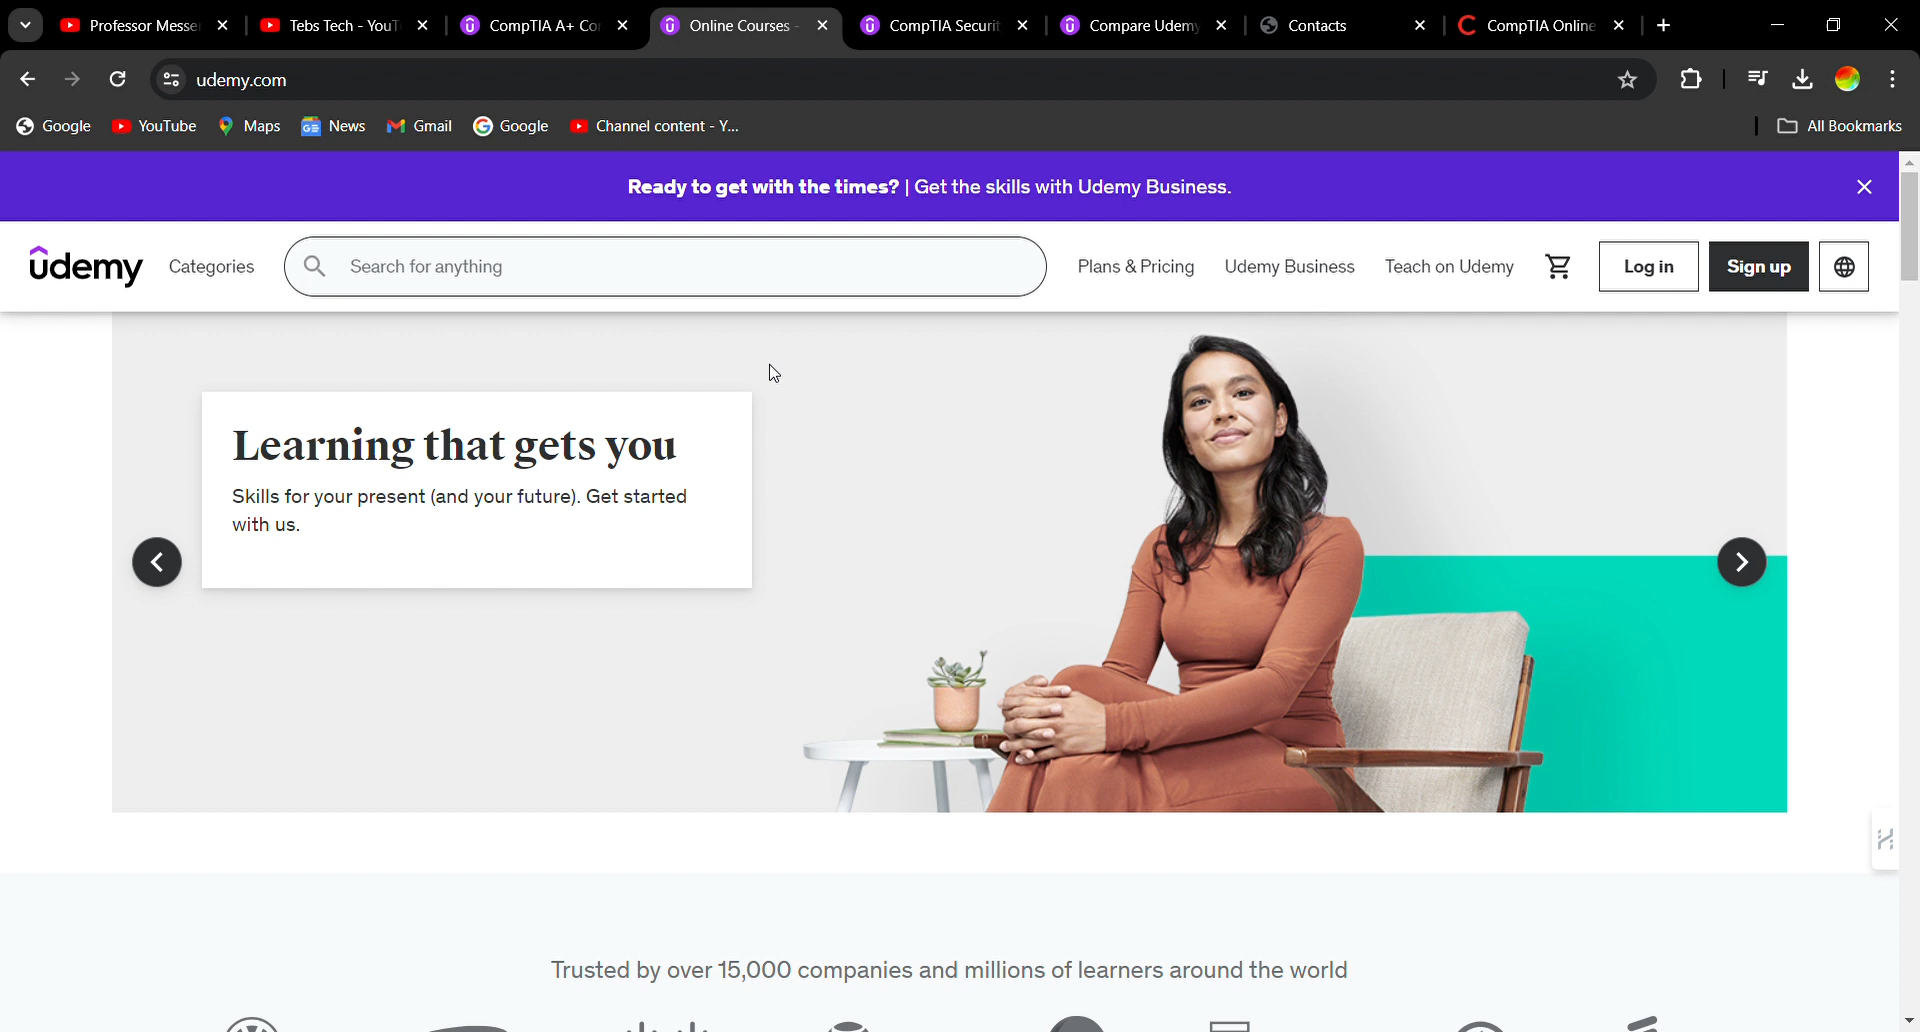 Professor Messe
Tebs Tech - YouT
CompTIA A+ Co
Online Courses -
CompTIA Securit
Compare Udemy
Contacts
CompTIA Online
udemy.com
Google
YouTube
Maps
News
Gmail
Google
Channel content - Y...
All Bookmarks
Ready to get with the times? | Get the skills with Udemy Business.
udemy
Categories
Search for anything
Plans & Pricing
Udemy Business
Teach on Udemy
Log in
Sign up
Learning that gets you
Skills for your present (and your future). Get started
with us.
Trusted by over 15,000 companies and millions of learners around the world